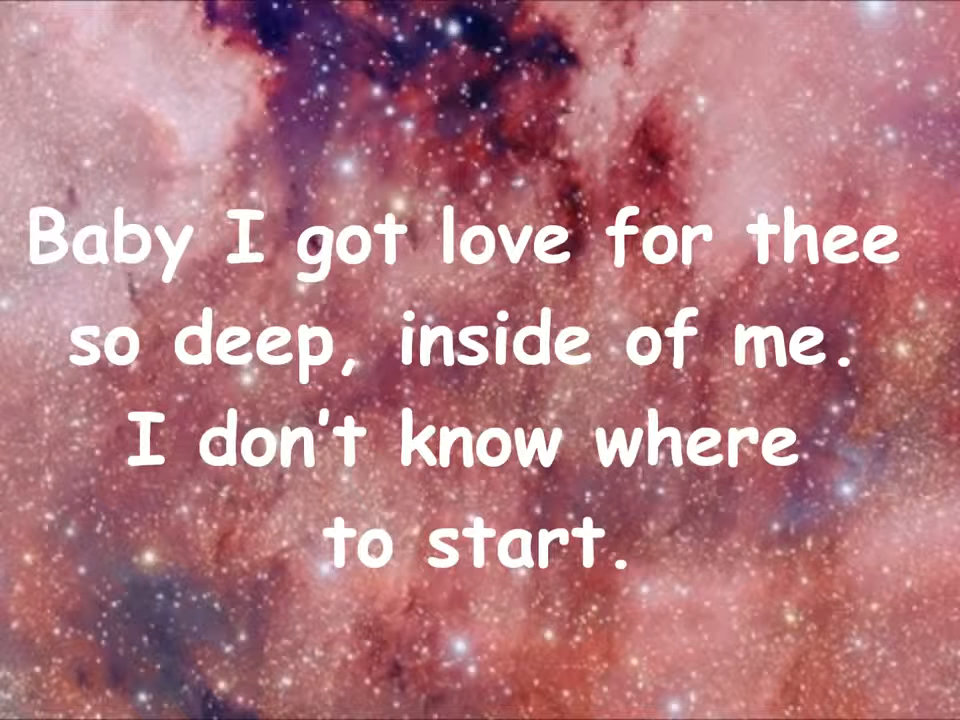 Baby I got love for thee
so deep, inside of me.
I don't know where
to start.